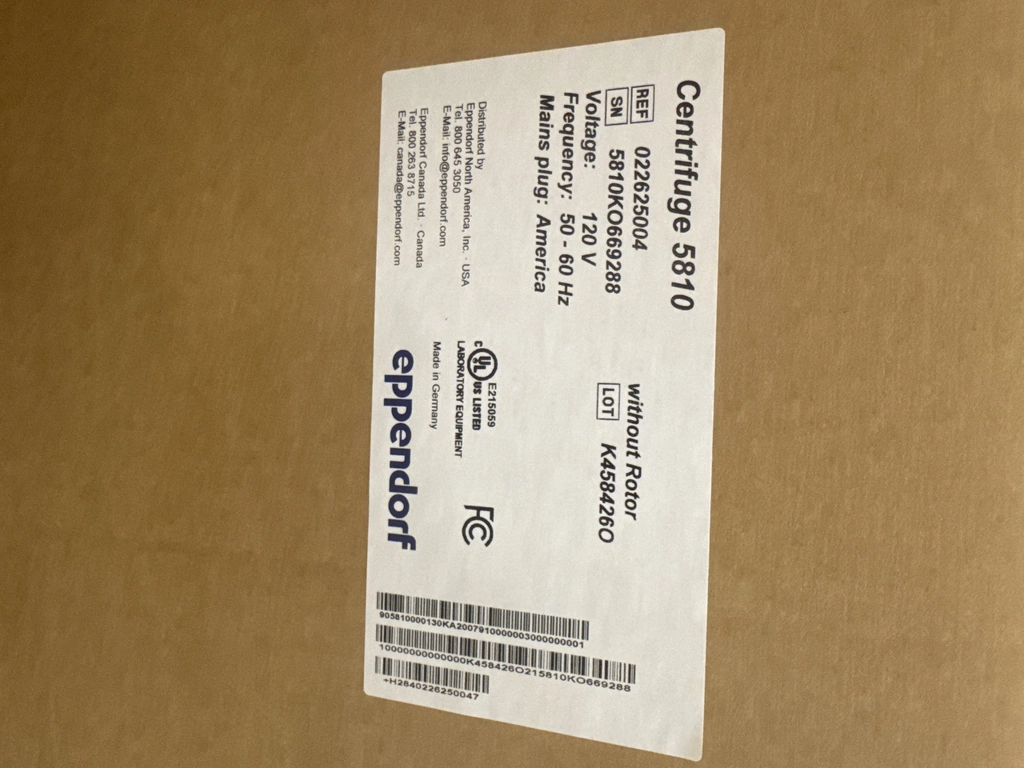 Centrifuge 5810
without Rotor
REF 022625004
SN 5810KO669288
LOT K458426O
Voltage: 120 V
Frequency: 50 - 60 Hz
Mains plug: America
Distributed by
Eppendorf North America, Inc. · USA
Tel. 800 645 3050
E-Mail: info@eppendorf.com
Eppendorf Canada Ltd. · Canada
Tel. 800 263 8715
E-Mail: canada@eppendorf.com
E215059
c UL US LISTED
LABORATORY EQUIPMENT
Made in Germany
FC
eppendorf
905810000130KA2007910000003000000001
10000000000000K458426O215810KO669288
+H2840226250047